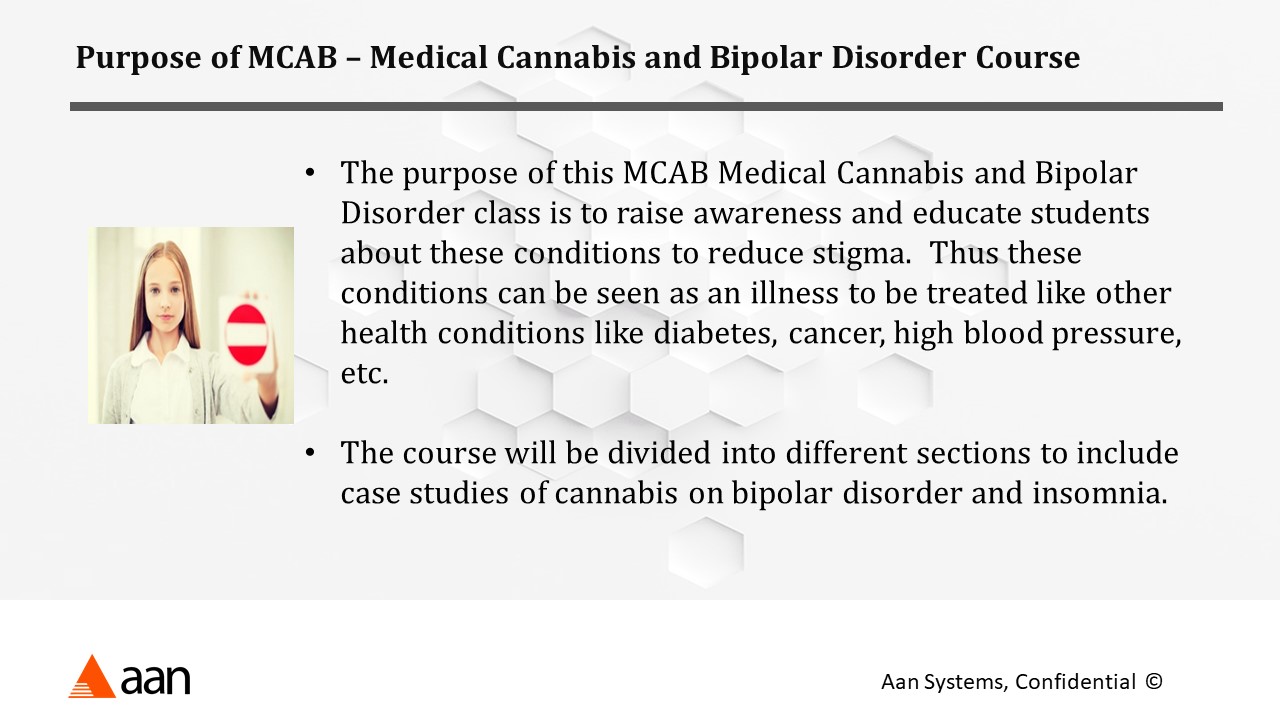 Purpose of MCAB – Medical Cannabis and Bipolar Disorder Course
• The purpose of this MCAB Medical Cannabis and Bipolar
Disorder class is to raise awareness and educate students
about these conditions to reduce stigma.  Thus these
conditions can be seen as an illness to be treated like other
health conditions like diabetes, cancer, high blood pressure,
etc.
• The course will be divided into different sections to include
case studies of cannabis on bipolar disorder and insomnia.
aan
Aan Systems, Confidential ©